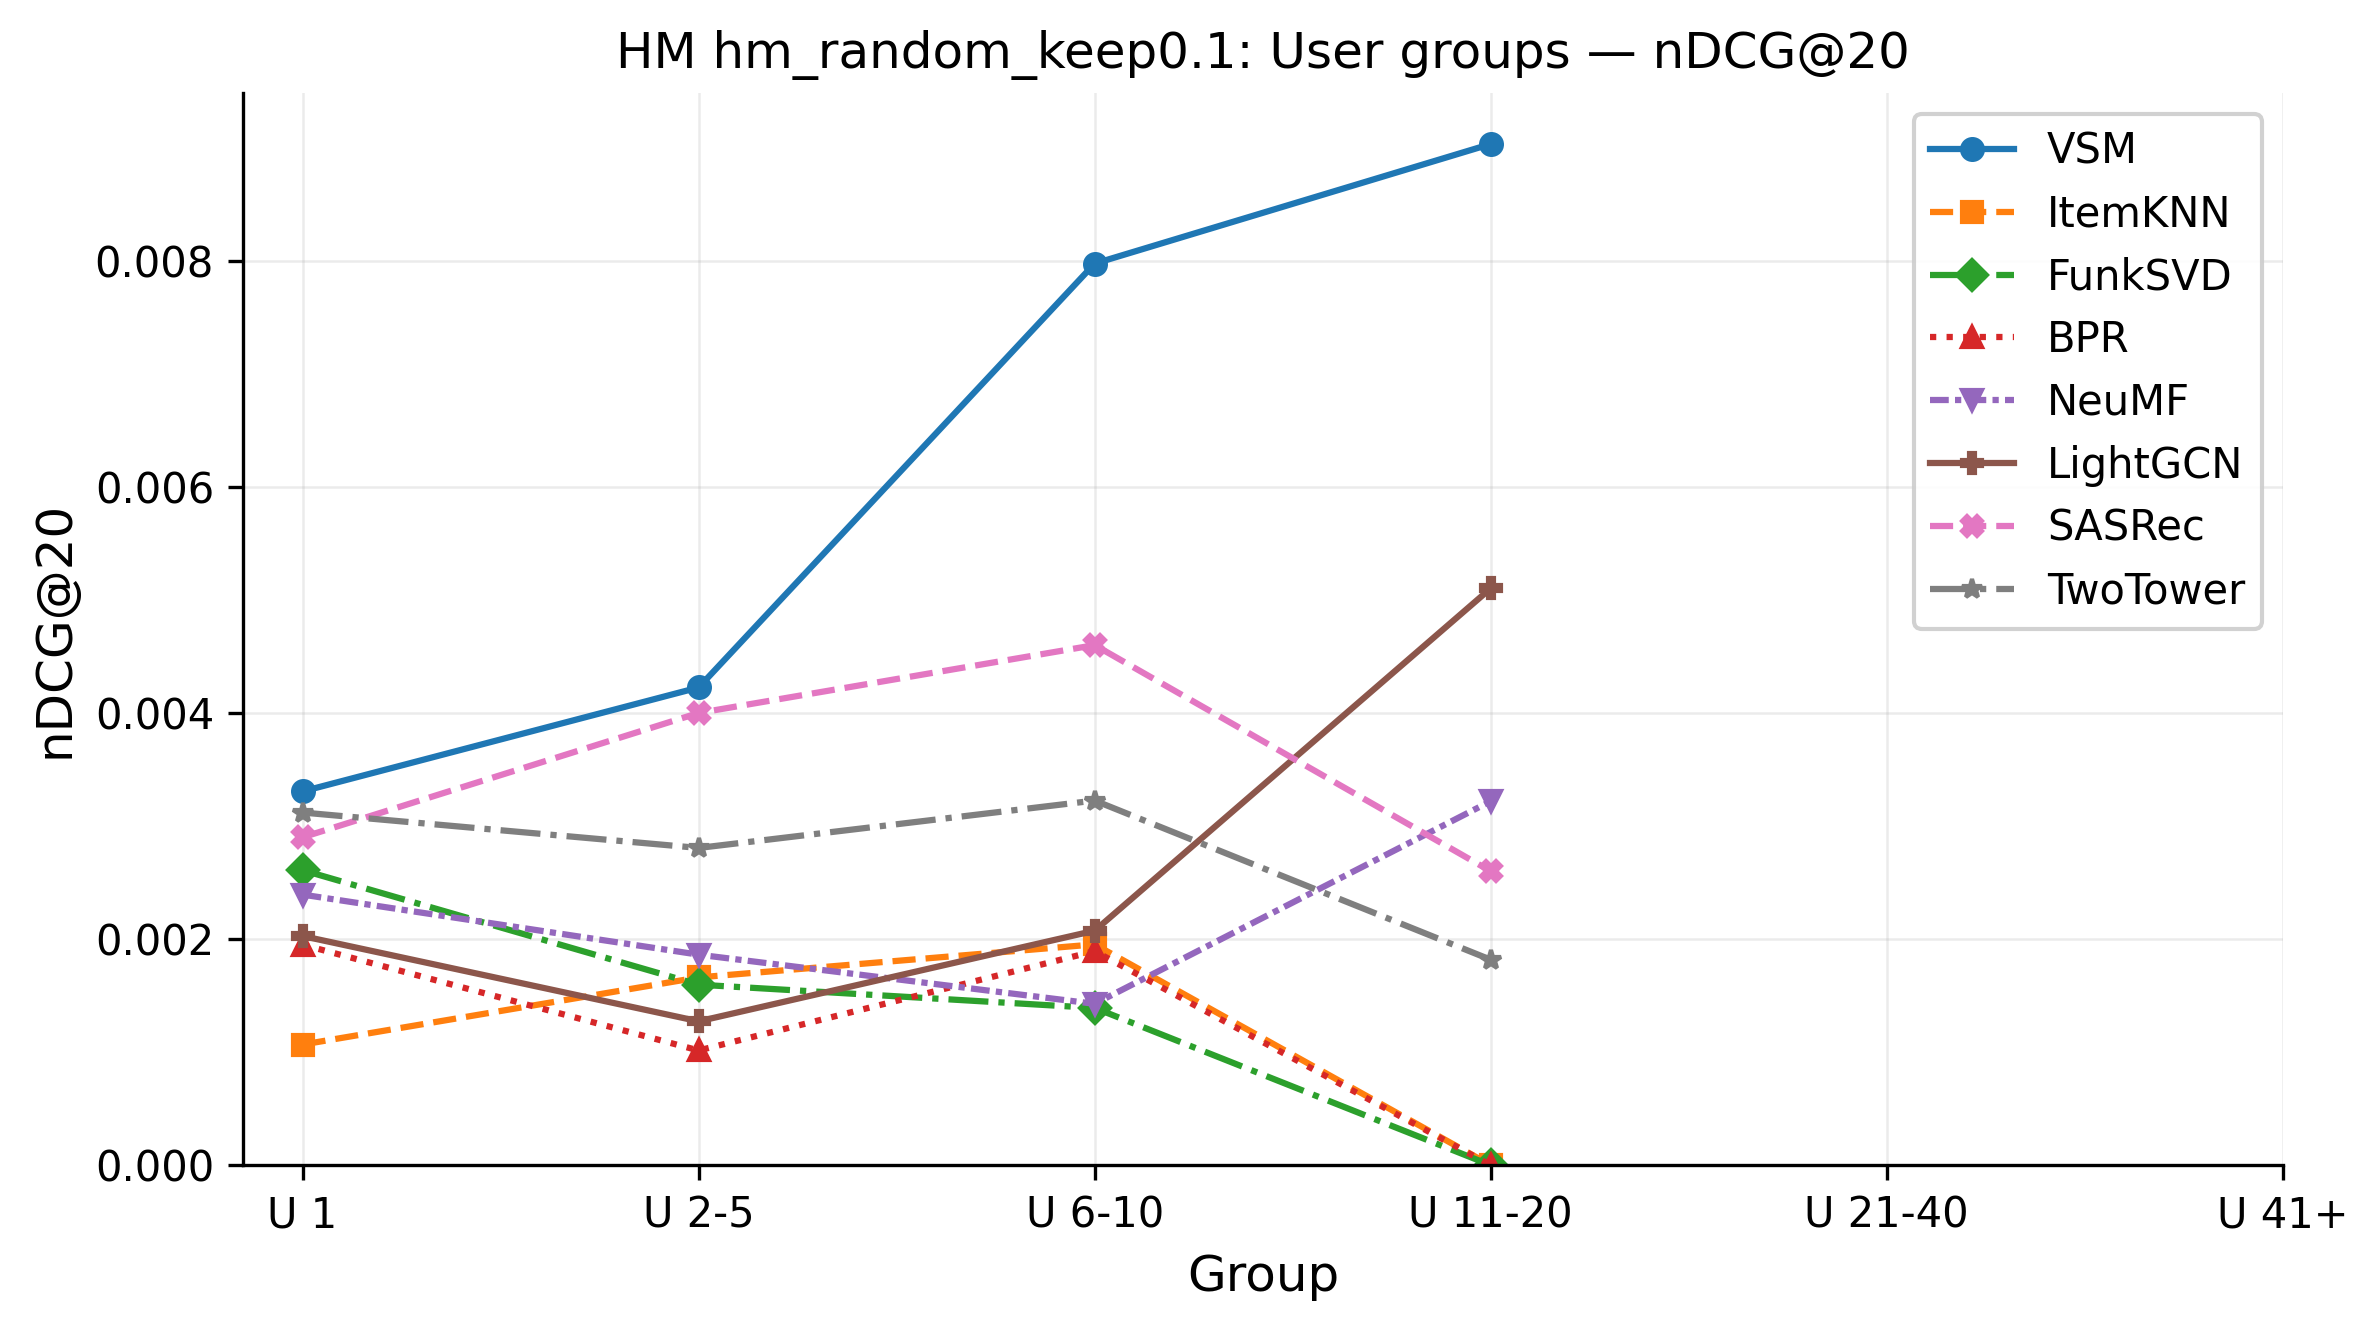 HM hm_random_keep0.1: User groups — nDCG@20
nDCG@20
0.008
0.006
0.004
0.002
0.000
U 1
U 2-5
U 6-10
U 11-20
U 21-40
U 41+
Group
VSM
ItemKNN
FunkSVD
BPR
NeuMF
LightGCN
SASRec
TwoTower